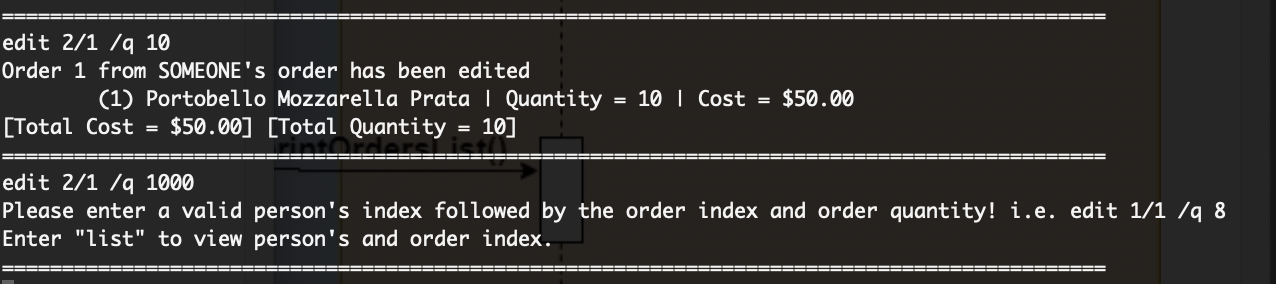 edit 2/1 /q 10
Order 1 from SOMEONE's order has been edited
(1) Portobello Mozzarella Prata | Quantity = 10 | Cost = $50.00
[Total Cost = $50.00] [Total Quantity = 10]
rintOrdersList()
edit 2/1 /q 1000
Please enter a valid person's index followed by the order index and order quantity! i.e. edit 1/1 /q 8
Enter "list" to view person's and order index.